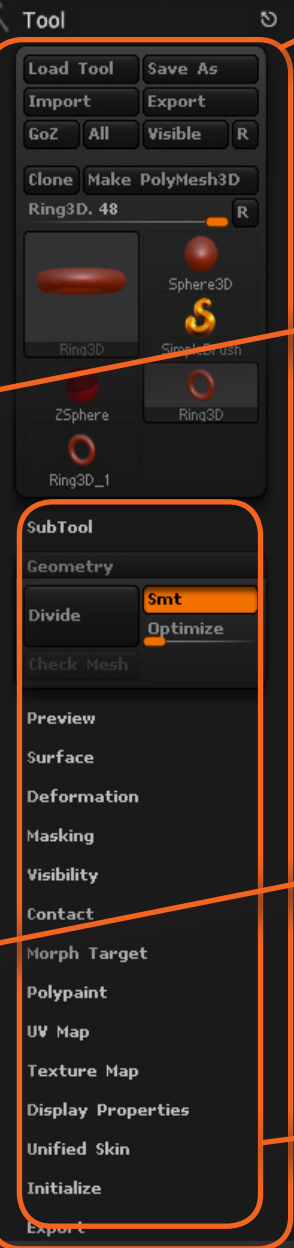 Tool
Load Tool Save As
Import Export
GoZ All Visible R
Clone Make PolyMesh3D
Ring3D. 48 R
Sphere3D
Ring3D SimpleBrush
ZSphere Ring3D
Ring3D_1
SubTool
Geometry
Divide Smt
Optimize
Check Mesh
Preview
Surface
Deformation
Masking
Visibility
Contact
Morph Target
Polypaint
UV Map
Texture Map
Display Properties
Unified Skin
Initialize
Export